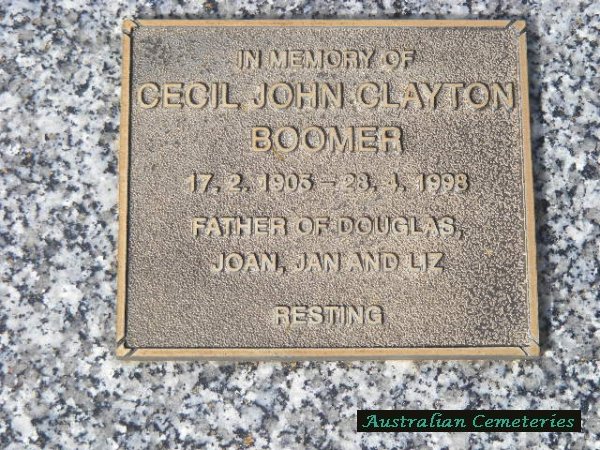 IN MEMORY OF
CECIL JOHN CLAYTON
BOOMER
17. 2. 1905 – 28. 4. 1998
FATHER OF DOUGLAS,
JOAN, JAN AND LIZ
RESTING
Australian Cemeteries